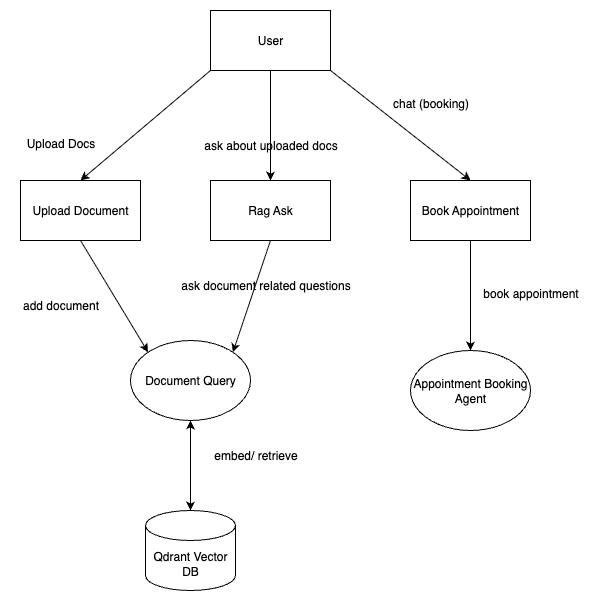 User
chat (booking)
Upload Docs
ask about uploaded docs
Upload Document
Rag Ask
Book Appointment
ask document related questions
book appointment
add document
Document Query
Appointment Booking
Agent
embed/ retrieve
Qdrant Vector
DB